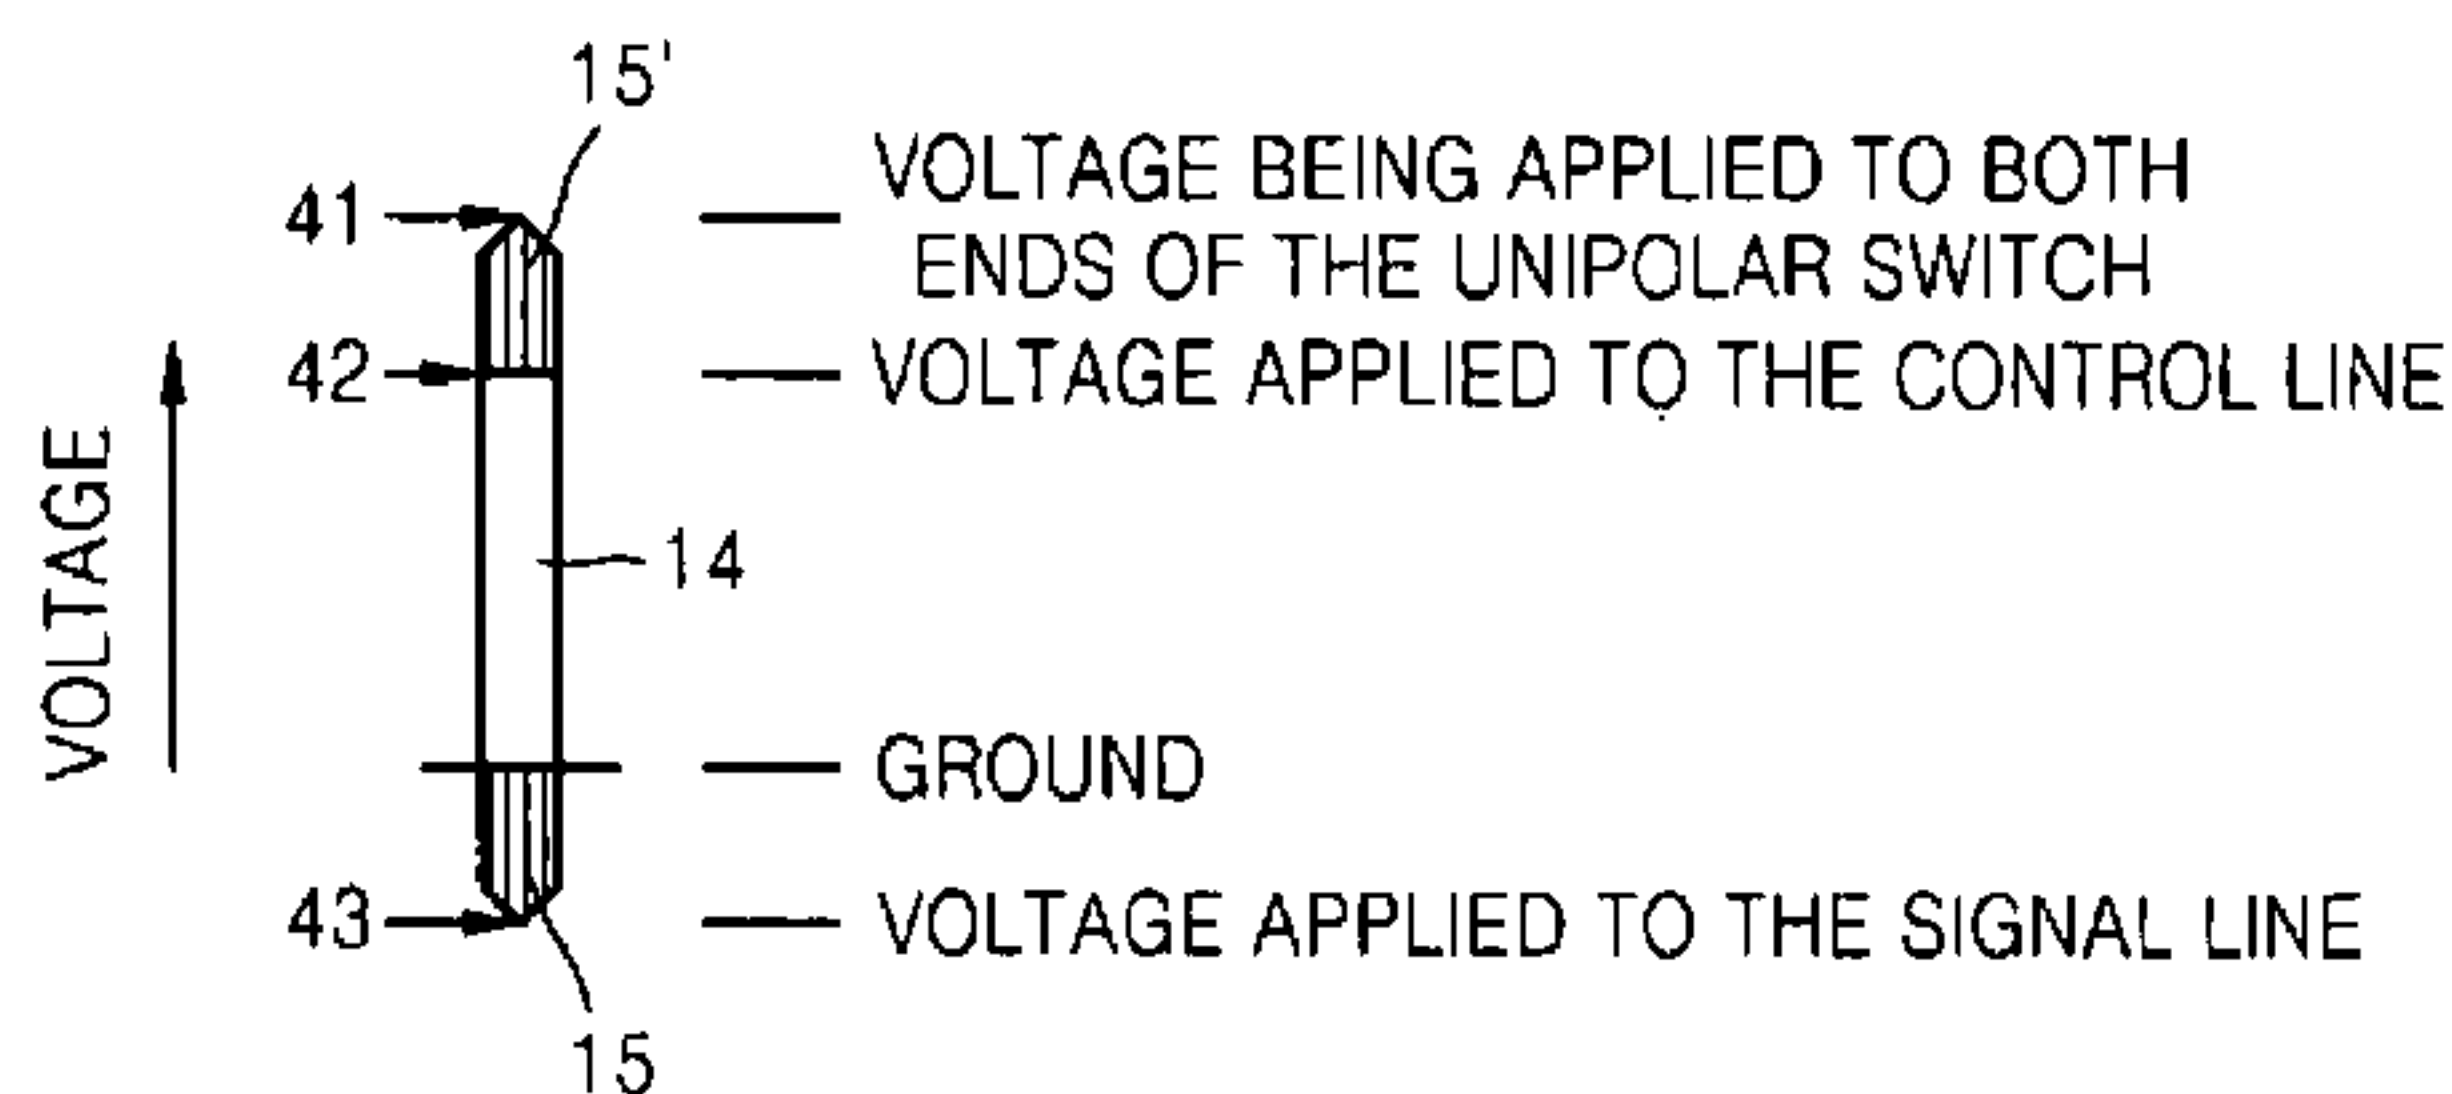 15'
41
VOLTAGE BEING APPLIED TO BOTH
ENDS OF THE UNIPOLAR SWITCH
42
VOLTAGE APPLIED TO THE CONTROL LINE
VOLTAGE
14
GROUND
43
VOLTAGE APPLIED TO THE SIGNAL LINE
15